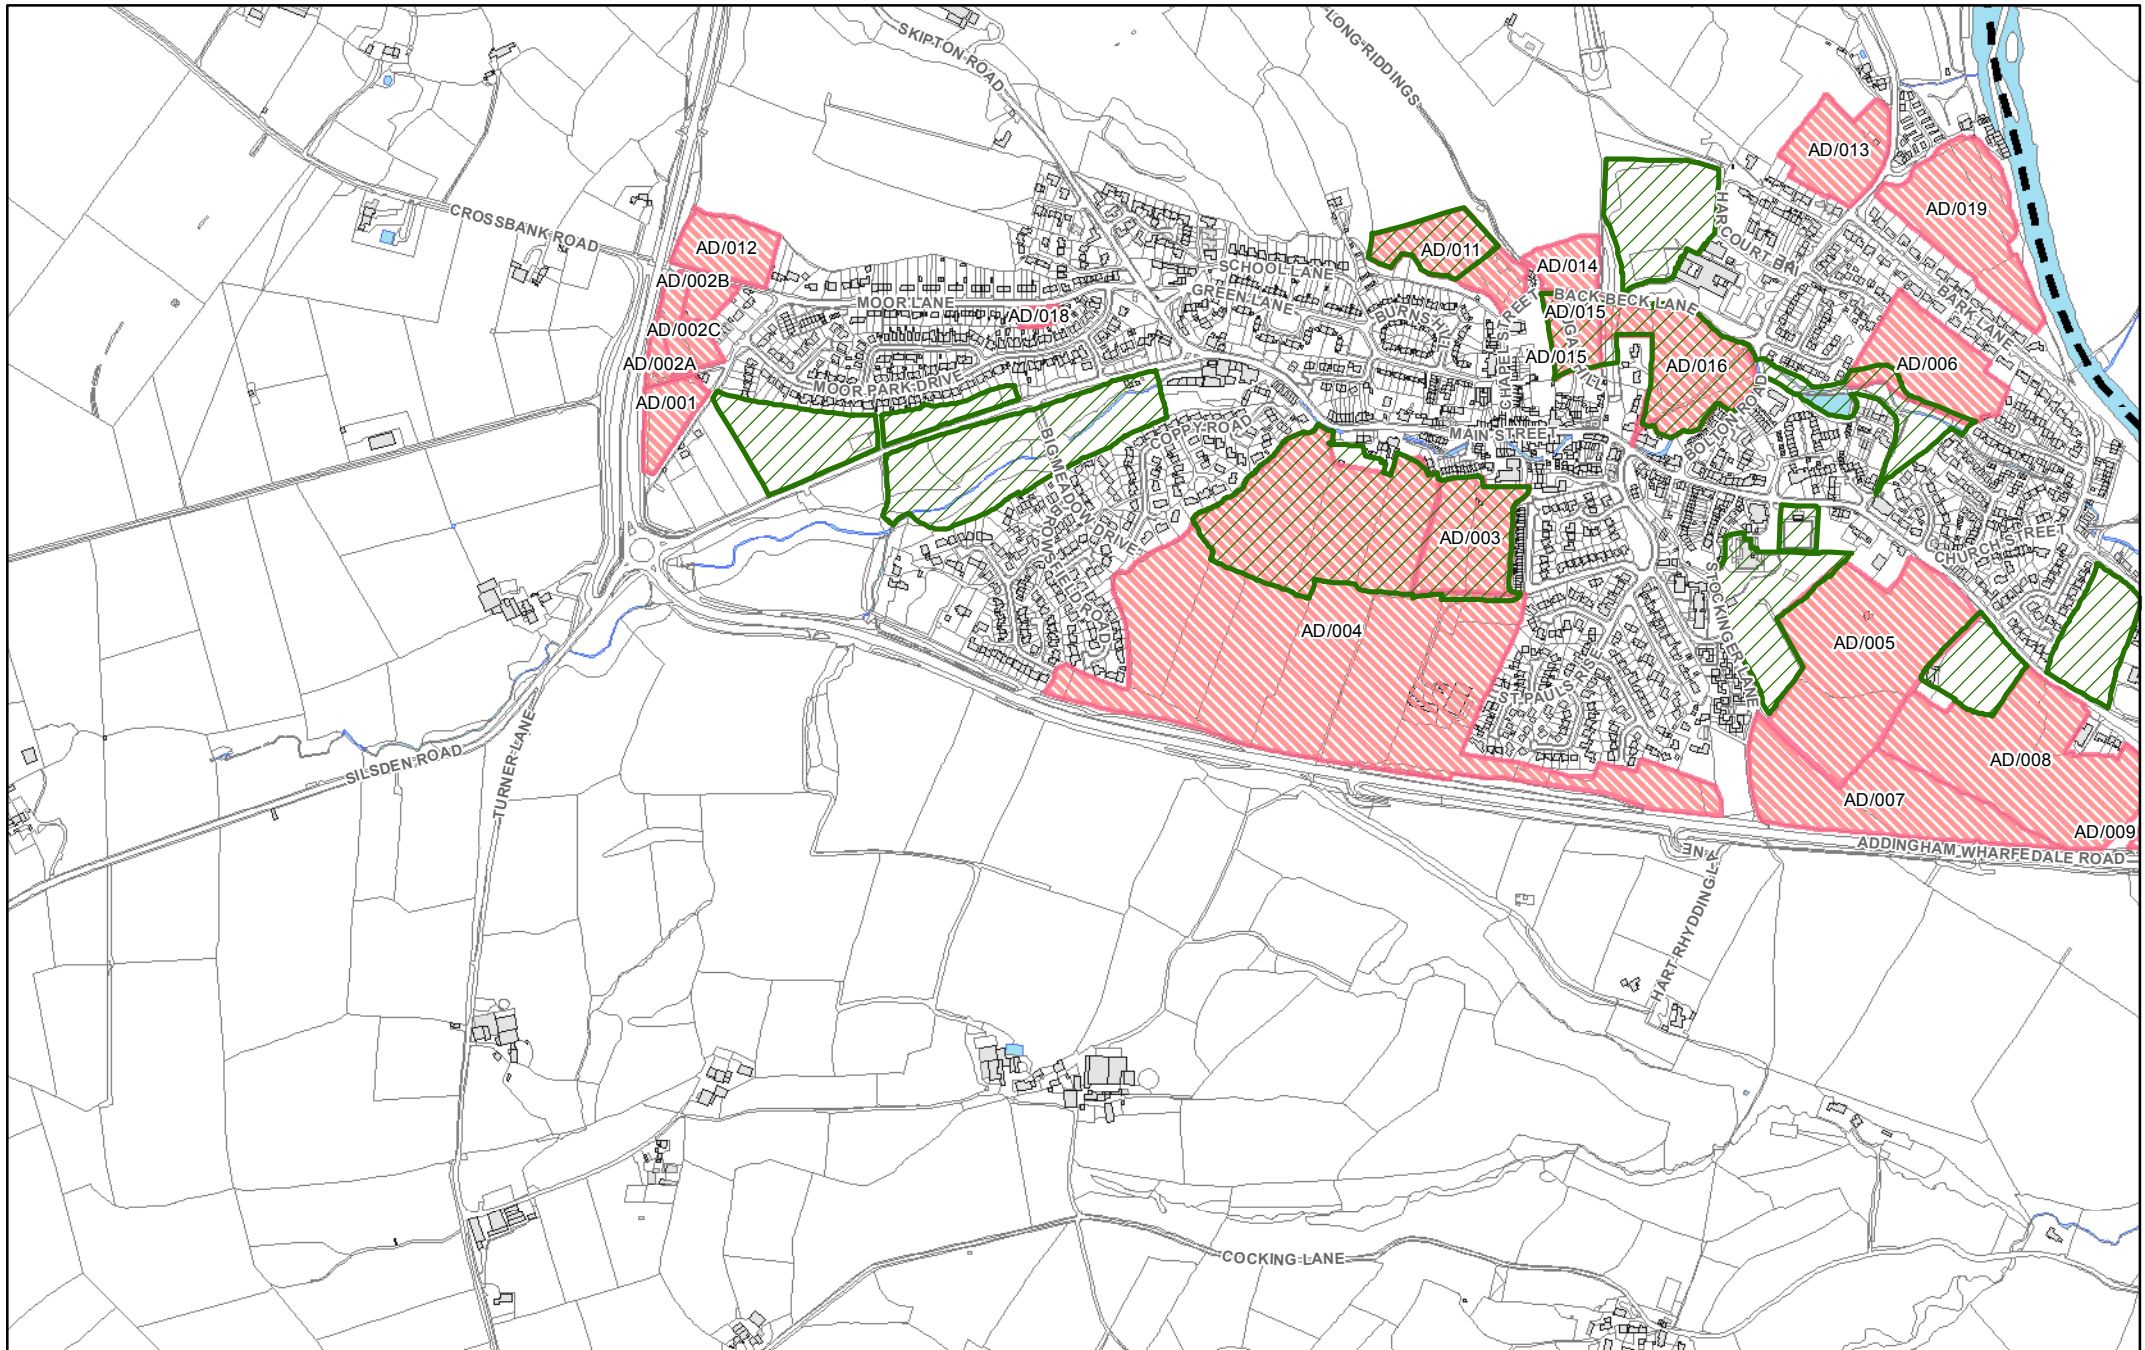 SKIPTON ROAD
LONG RIDDINGS
AD/013
CROSSBANK ROAD
HARCOURT
AD/019
AD/012
AD/011
AD/014
SCHOOL LANE
AD/002B
GREEN LANE
BACK BECK LANE
BARK LANE
MOOR LANE
AD/018
AD/015
AD/002C
AD/015
AD/006
AD/002A
AD/016
MOOR PARK DRIVE
CHAPEL STREET
AD/001
COPPY ROAD
MAIN STREET
BOLTON ROAD
BIG MEADOW DRIVE
AD/003
CHURCH STREET
BROWSFIELD ROAD
STOCKINGER LANE
AD/004
AD/005
ST PAULS RISE
SILSDEN ROAD
TURNER LANE
AD/008
AD/007
AD/009
ADDINGHAM WHARFEDALE ROAD
HART RHYDDING LANE
COCKING LANE